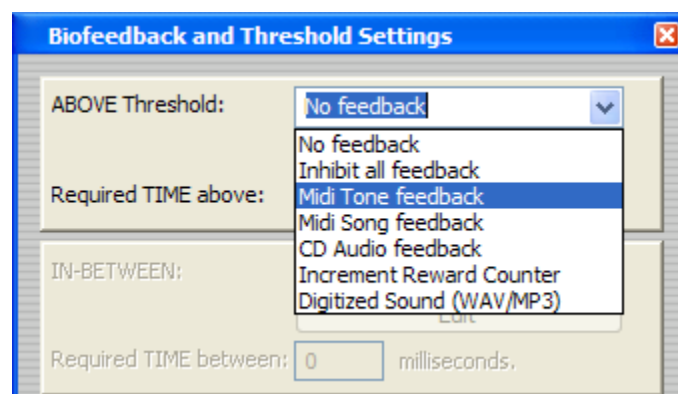 Biofeedback and Threshold Settings
ABOVE Threshold:
No feedback
No feedback
Inhibit all feedback
Required TIME above:
Midi Tone feedback
Midi Song feedback
CD Audio feedback
IN-BETWEEN:
Increment Reward Counter
Digitized Sound (WAV/MP3)
Edit
Required TIME between: 0 milliseconds.